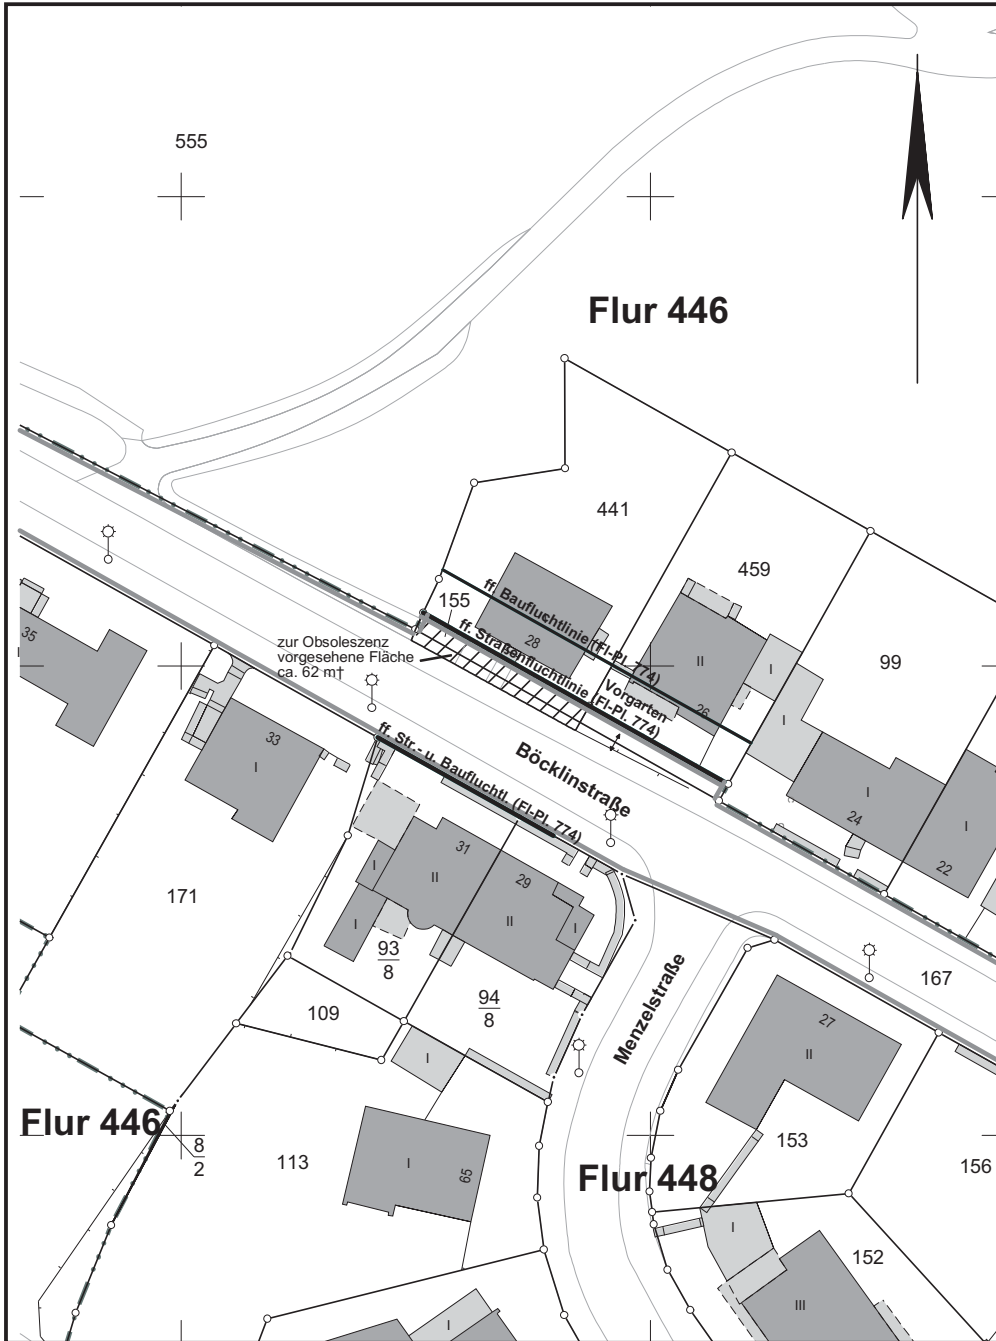 555
Flur 446
441
459
155
ff. Baufluchtlinie (Fl-Pl. 774)
28
ff. Straßenfluchtlinie (Fl-Pl. 774)
zur Obsoleszenz
vorgesehene Fläche
ca. 62 m†
II
I
99
35
I
Vorgarten
26
I
33
I
ff. Str.- u. Baufluchtl. (Fl-Pl. 774)
Böcklinstraße
I
24
I
22
31
II
29
II
I
I
I
171
93
8
94
8
109
Menzelstraße
167
27
II
I
Flur 446
8
2
113
I
65
153
Flur 448
156
I
152
III
I